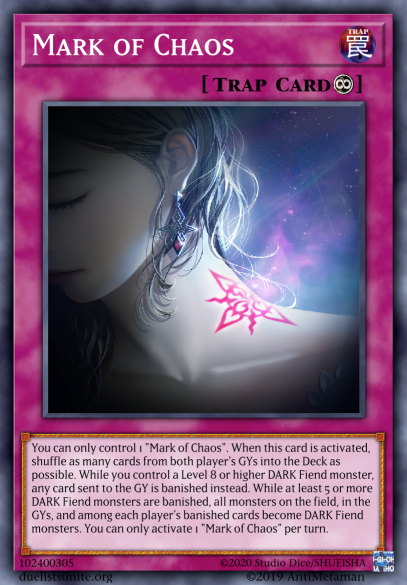 Mark of Chaos
TRAP
罠
[Trap Card]
You can only control 1 "Mark of Chaos". When this card is activated,
shuffle as many cards from both player's GYs into the Deck as
possible. While you control a Level 8 or higher DARK Fiend monster,
any card sent to the GY is banished instead. While at least 5 or more
DARK Fiend monsters are banished, all monsters on the field, in the
GYs, and among each player's banished cards become DARK Fiend
monsters. You can only activate 1 "Mark of Chaos" per turn.
102400305
©2020 Studio Dice/SHUEISHA
duelistsunite.org
©2019 AntiMetaman